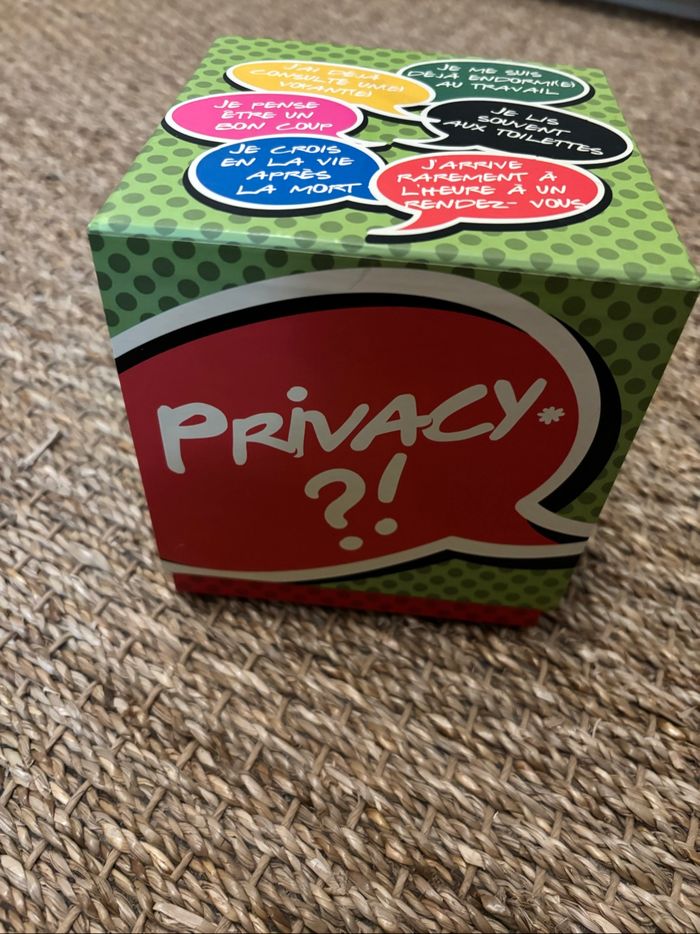 J'AI DÉJÀ
CONSULTÉ UN(E)
VOYANT(E)
JE ME SUIS
DÉJÀ ENDORMI(E)
AU TRAVAIL
JE PENSE
ÊTRE UN
BON COUP
JE LIS
SOUVENT
AUX TOILETTES
JE CROIS
EN LA VIE
APRÈS
LA MORT
J'ARRIVE
RAREMENT À
L'HEURE À UN
RENDEZ-VOUS
PRIVACY*
?!